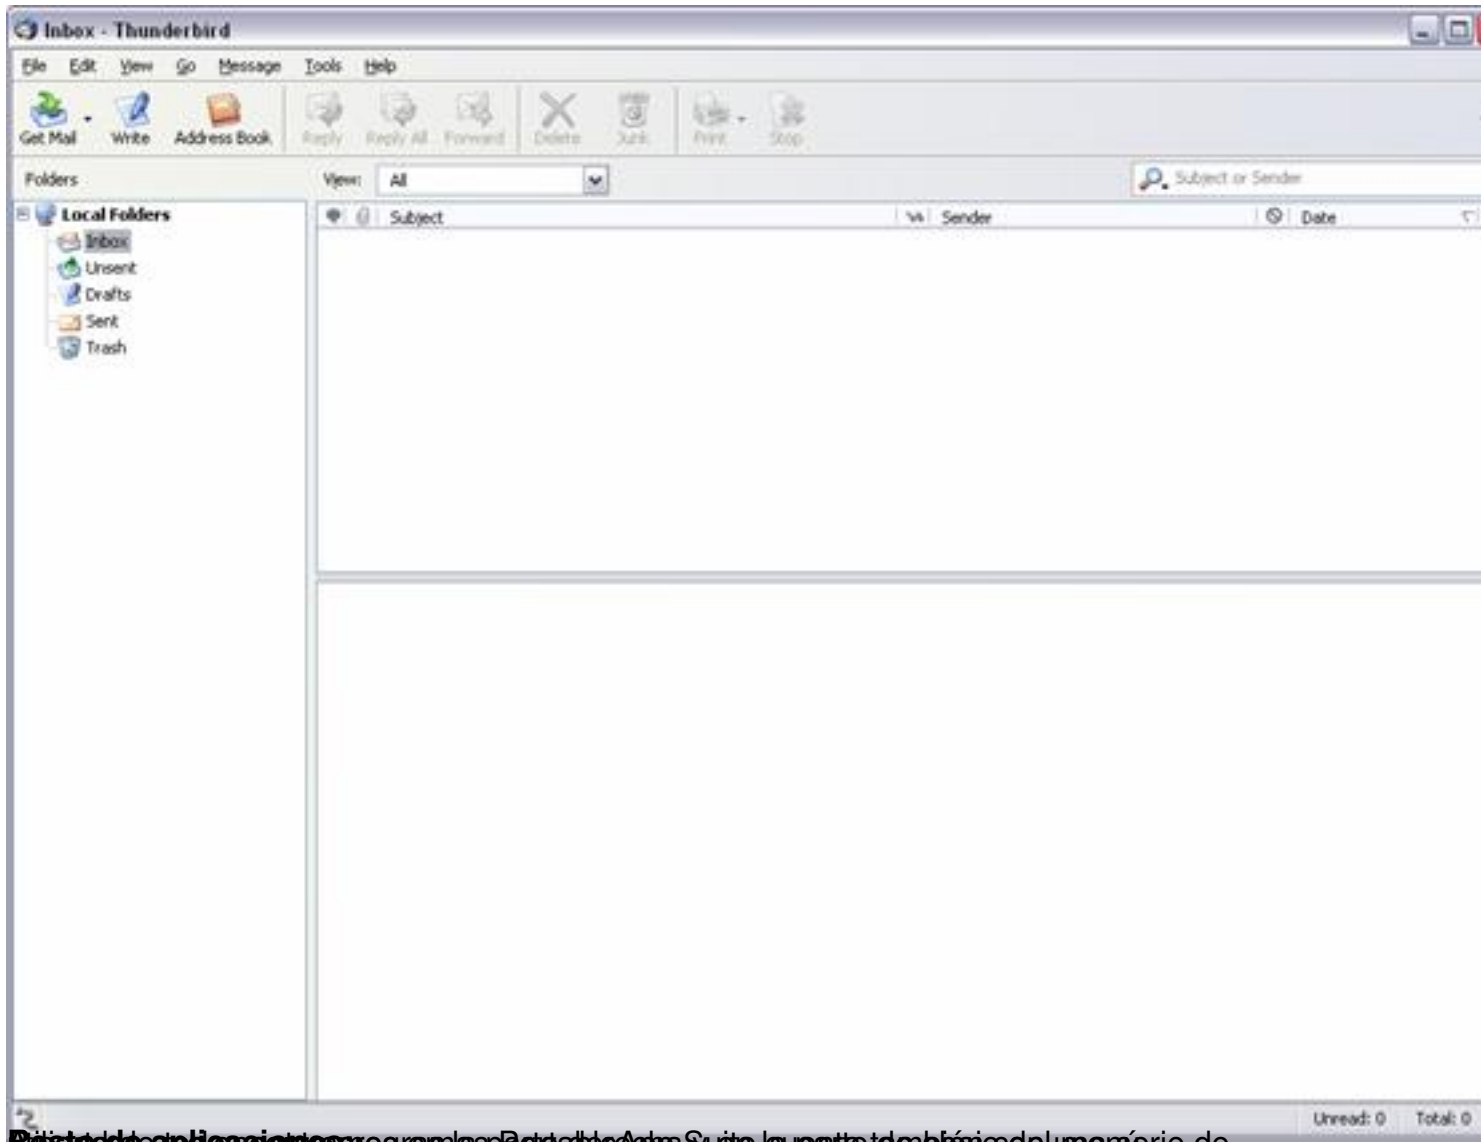 Inbox - Thunderbird
File Edit View Go Message Tools Help
Get Mail Write Address Book Reply Reply All Forward Delete Junk Print Stop
Folders View: All Subject or Sender
Local Folders Subject Sender Date
Inbox
Unsent
Drafts
Sent
Trash
Unread: 0 Total: 0